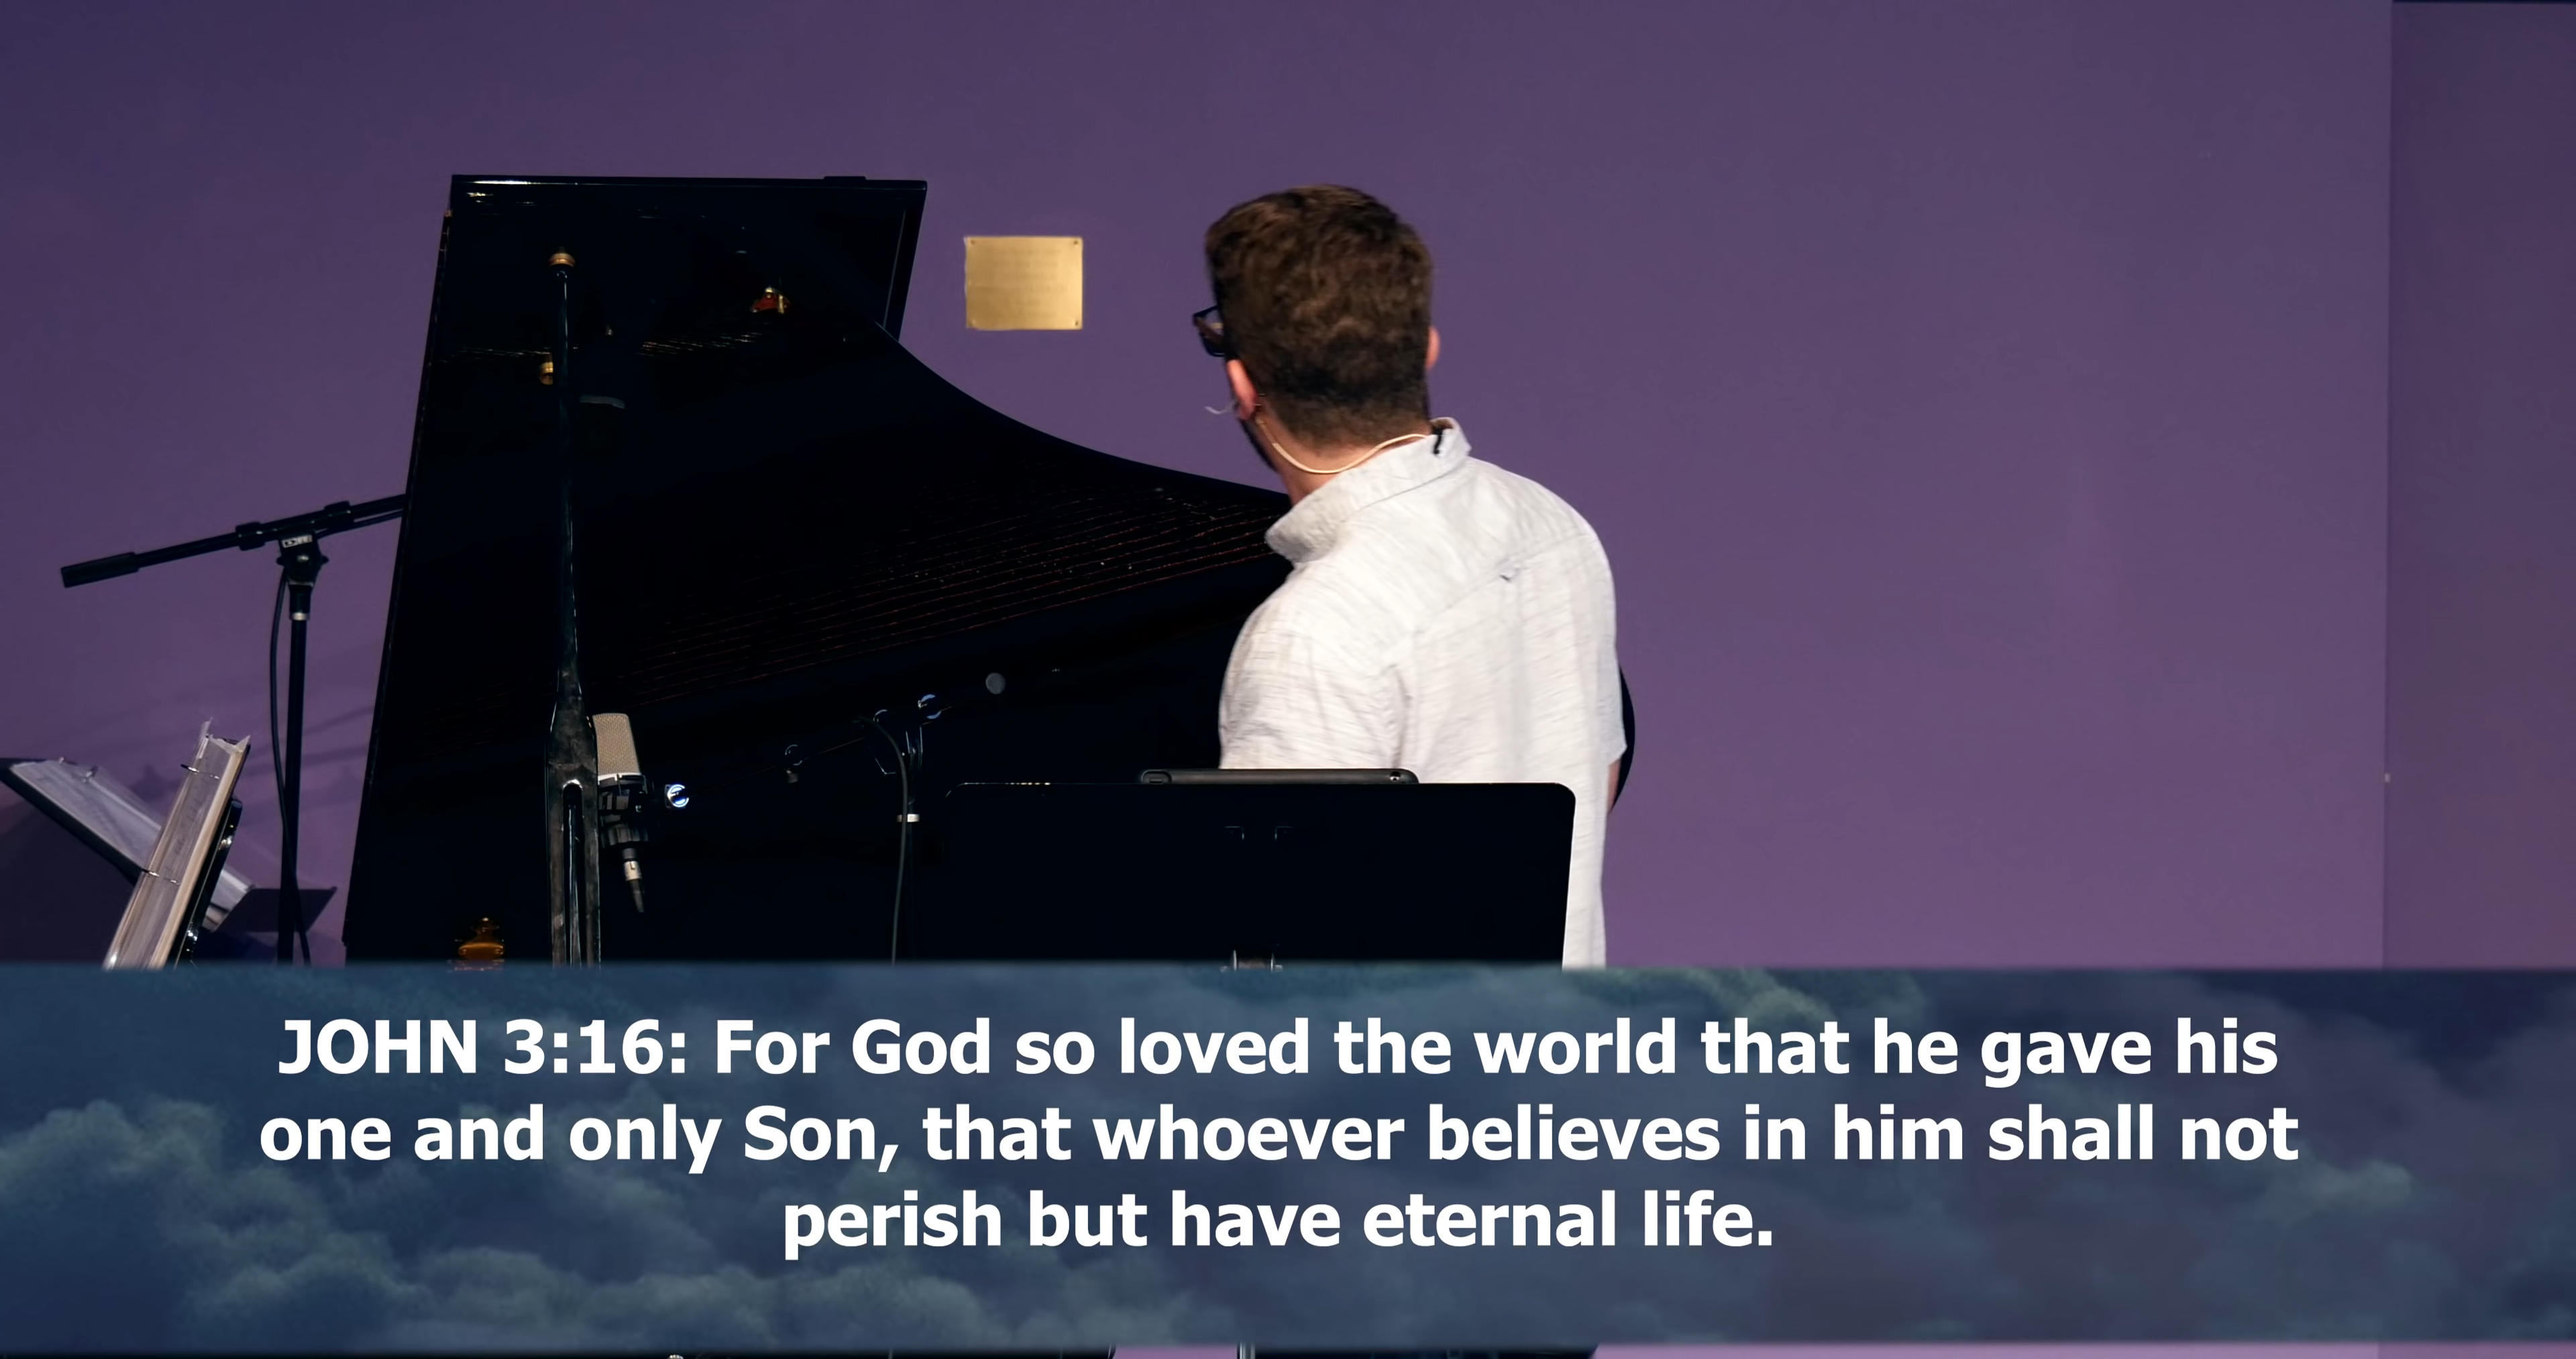 JOHN 3:16: For God so loved the world that he gave his
one and only Son, that whoever believes in him shall not
perish but have eternal life.